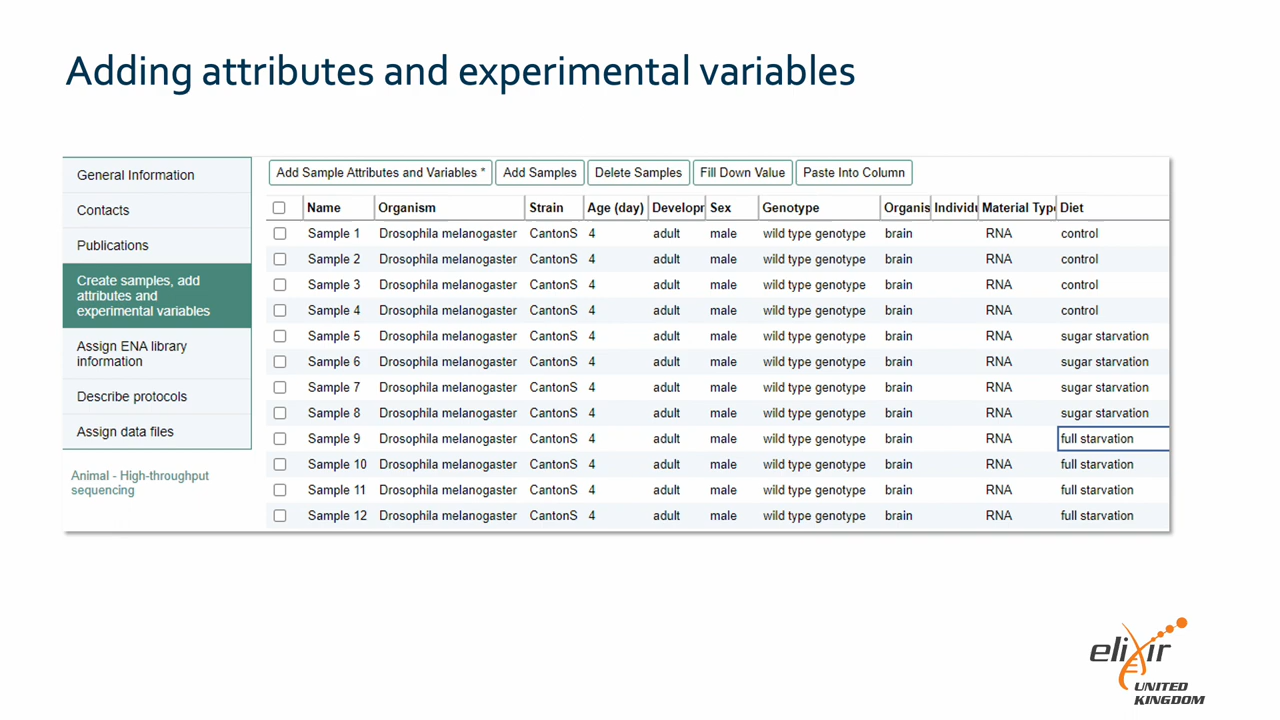 Adding attributes and experimental variables
General Information
Contacts
Publications
Create samples, add
attributes and
experimental variables
Assign ENA library
information
Describe protocols
Assign data files
Animal - High-throughput
sequencing
Add Sample Attributes and Variables * Add Samples Delete Samples Fill Down Value Paste Into Column
Name Organism Strain Age (day) Developr Sex Genotype Organis Individu Material Type Diet
Sample 1 Drosophila melanogaster CantonS 4 adult male wild type genotype brain RNA control
Sample 2 Drosophila melanogaster CantonS 4 adult male wild type genotype brain RNA control
Sample 3 Drosophila melanogaster CantonS 4 adult male wild type genotype brain RNA control
Sample 4 Drosophila melanogaster CantonS 4 adult male wild type genotype brain RNA control
Sample 5 Drosophila melanogaster CantonS 4 adult male wild type genotype brain RNA sugar starvation
Sample 6 Drosophila melanogaster CantonS 4 adult male wild type genotype brain RNA sugar starvation
Sample 7 Drosophila melanogaster CantonS 4 adult male wild type genotype brain RNA sugar starvation
Sample 8 Drosophila melanogaster CantonS 4 adult male wild type genotype brain RNA sugar starvation
Sample 9 Drosophila melanogaster CantonS 4 adult male wild type genotype brain RNA full starvation
Sample 10 Drosophila melanogaster CantonS 4 adult male wild type genotype brain RNA full starvation
Sample 11 Drosophila melanogaster CantonS 4 adult male wild type genotype brain RNA full starvation
Sample 12 Drosophila melanogaster CantonS 4 adult male wild type genotype brain RNA full starvation
elixir
UNITED
KINGDOM